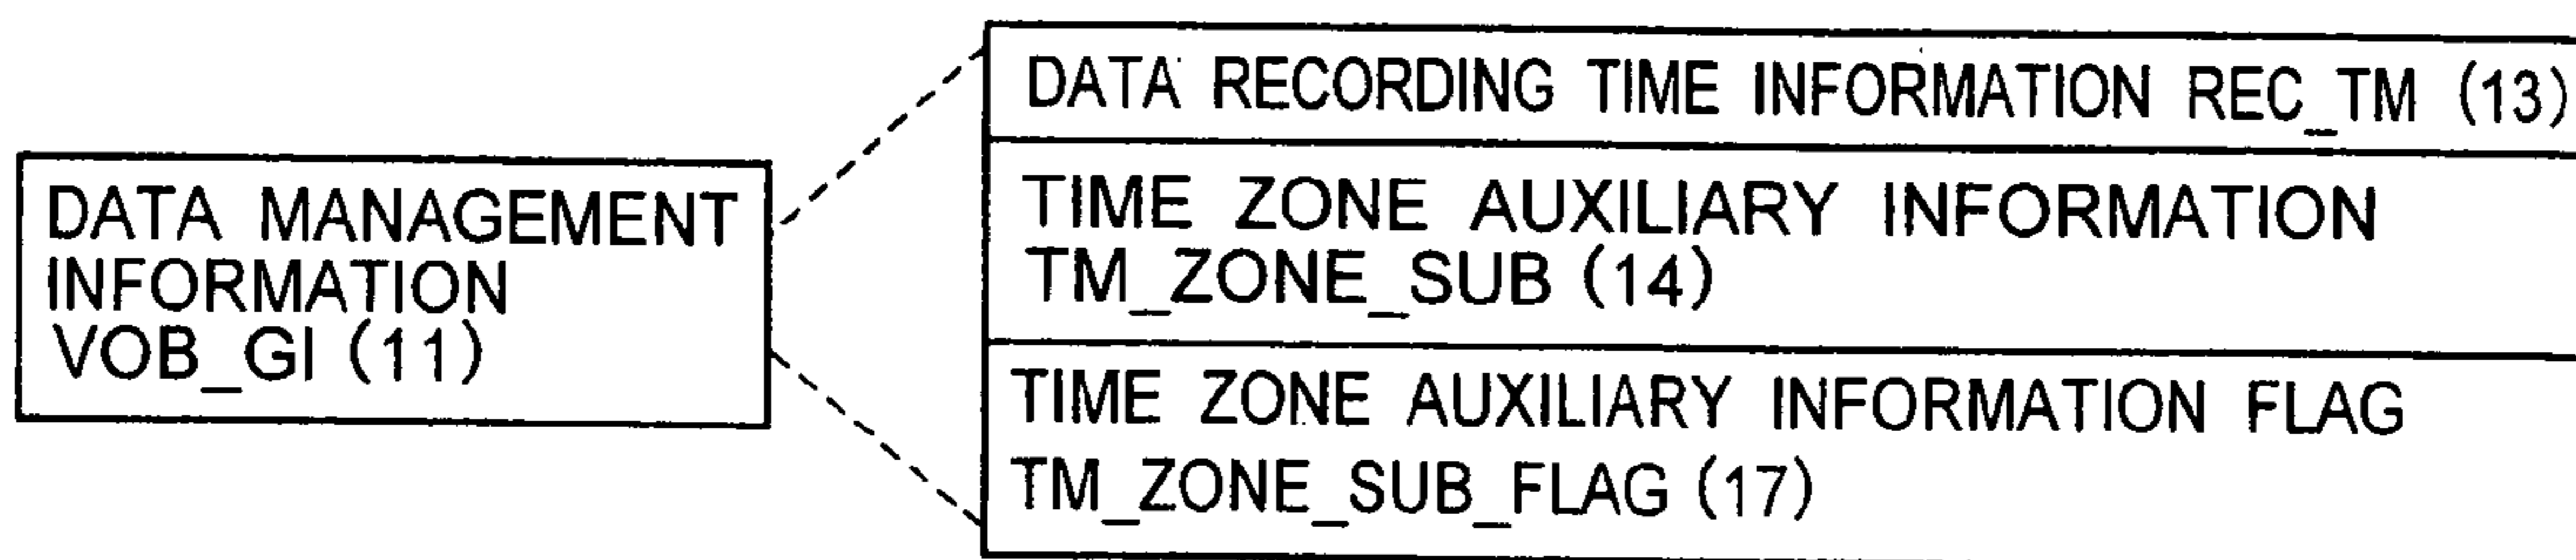 DATA MANAGEMENT
INFORMATION
VOB_GI (11)
DATA RECORDING TIME INFORMATION REC_TM (13)
TIME ZONE AUXILIARY INFORMATION
TM_ZONE_SUB (14)
TIME ZONE AUXILIARY INFORMATION FLAG
TM_ZONE_SUB_FLAG (17)